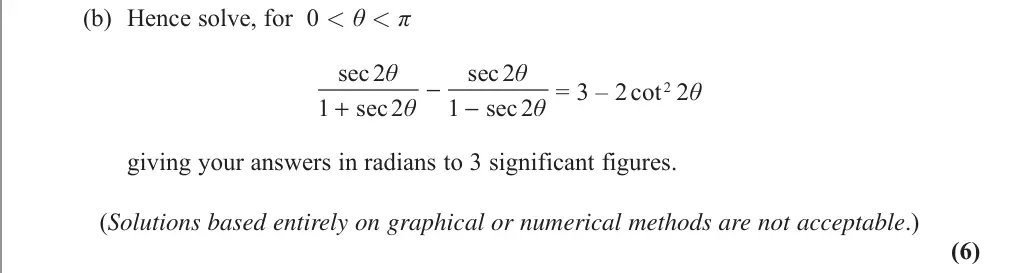 (b) Hence solve, for 0 < θ < π
sec 2θ / (1 + sec 2θ) − sec 2θ / (1 − sec 2θ) = 3 – 2 cot² 2θ
giving your answers in radians to 3 significant figures.
(Solutions based entirely on graphical or numerical methods are not acceptable.)
(6)